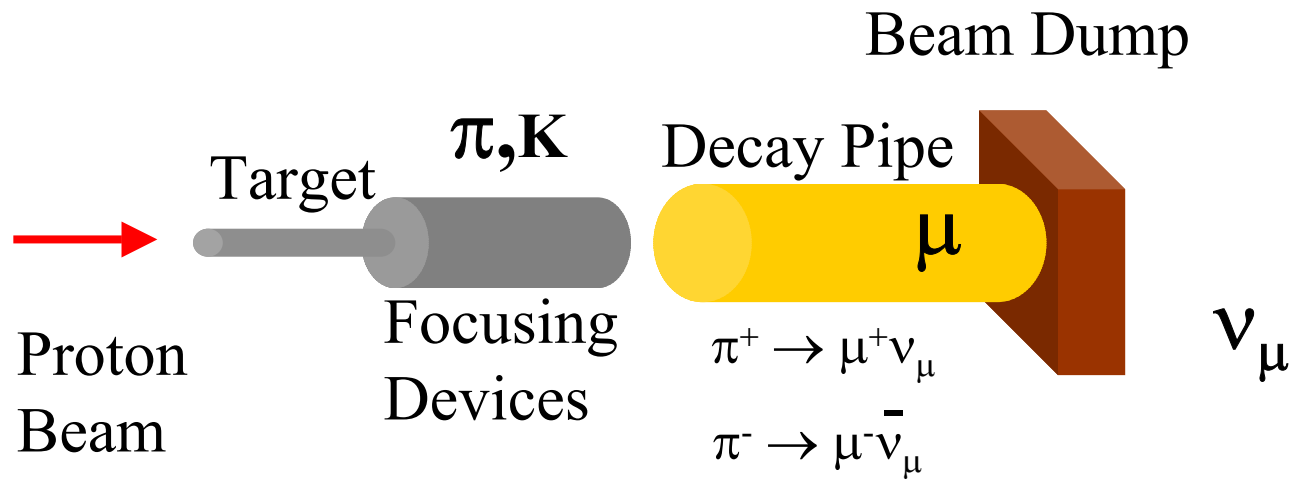 Beam Dump
π,K
Decay Pipe
Target
μ
Focusing
Devices
Proton
Beam
π⁺ → μ⁺ν_μ
π⁻ → μ⁻ν̄_μ
ν_μ